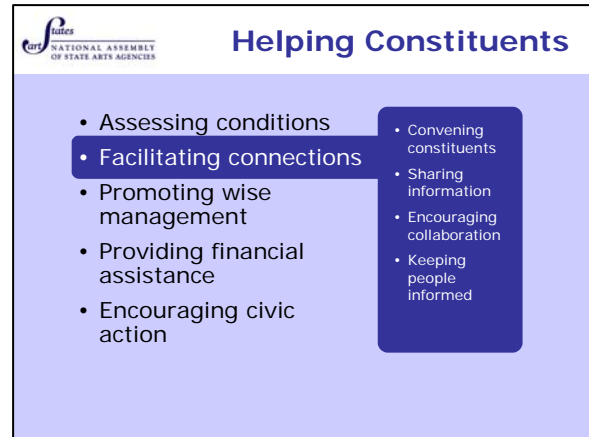 States
art
NATIONAL ASSEMBLY
OF STATE ARTS AGENCIES
Helping Constituents
• Assessing conditions
• Facilitating connections
• Promoting wise
management
• Providing financial
assistance
• Encouraging civic
action
• Convening
constituents
• Sharing
information
• Encouraging
collaboration
• Keeping
people
informed